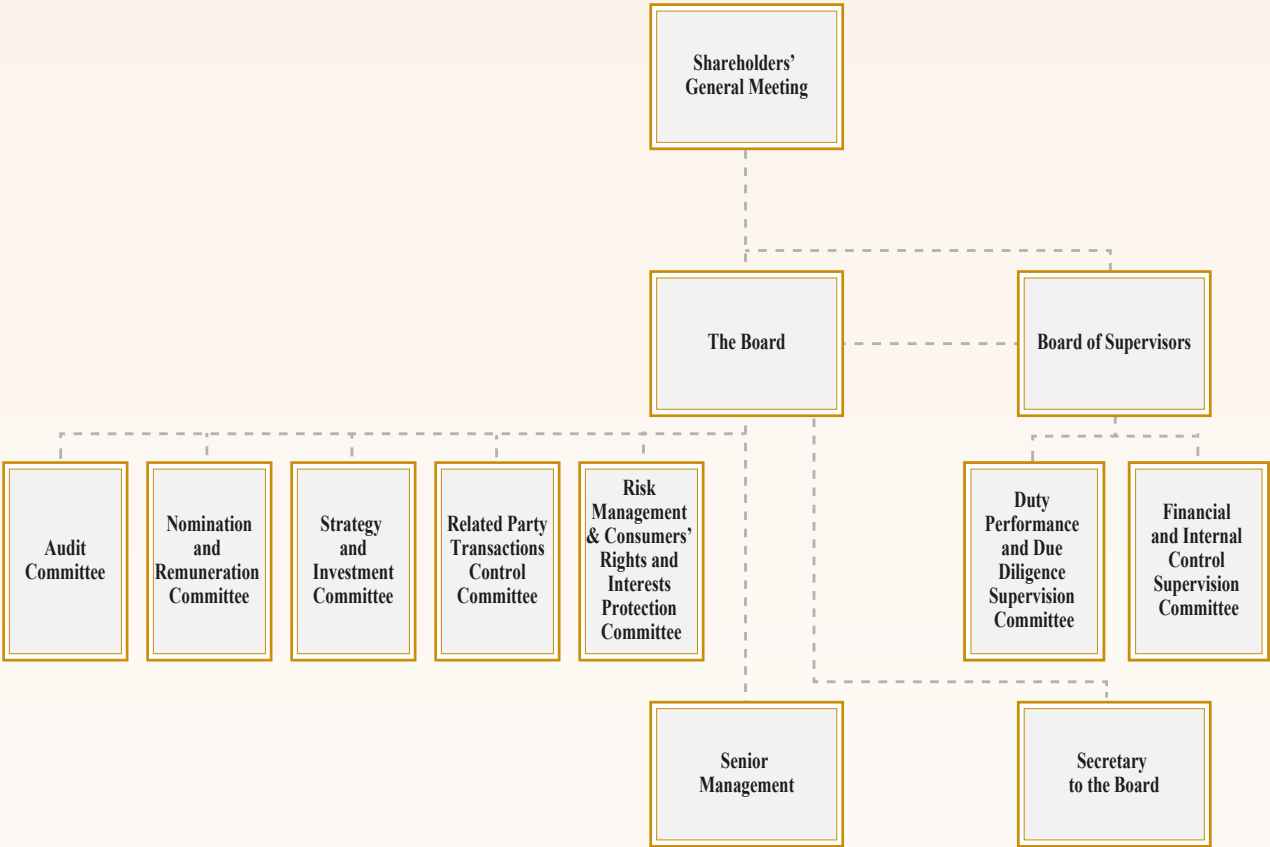 Shareholders'
General Meeting
The Board
Board of Supervisors
Audit
Committee
Nomination
and
Remuneration
Committee
Strategy
and
Investment
Committee
Related Party
Transactions
Control
Committee
Risk
Management
& Consumers'
Rights and
Interests
Protection
Committee
Duty
Performance
and Due
Diligence
Supervision
Committee
Financial
and Internal
Control
Supervision
Committee
Senior
Management
Secretary
to the Board